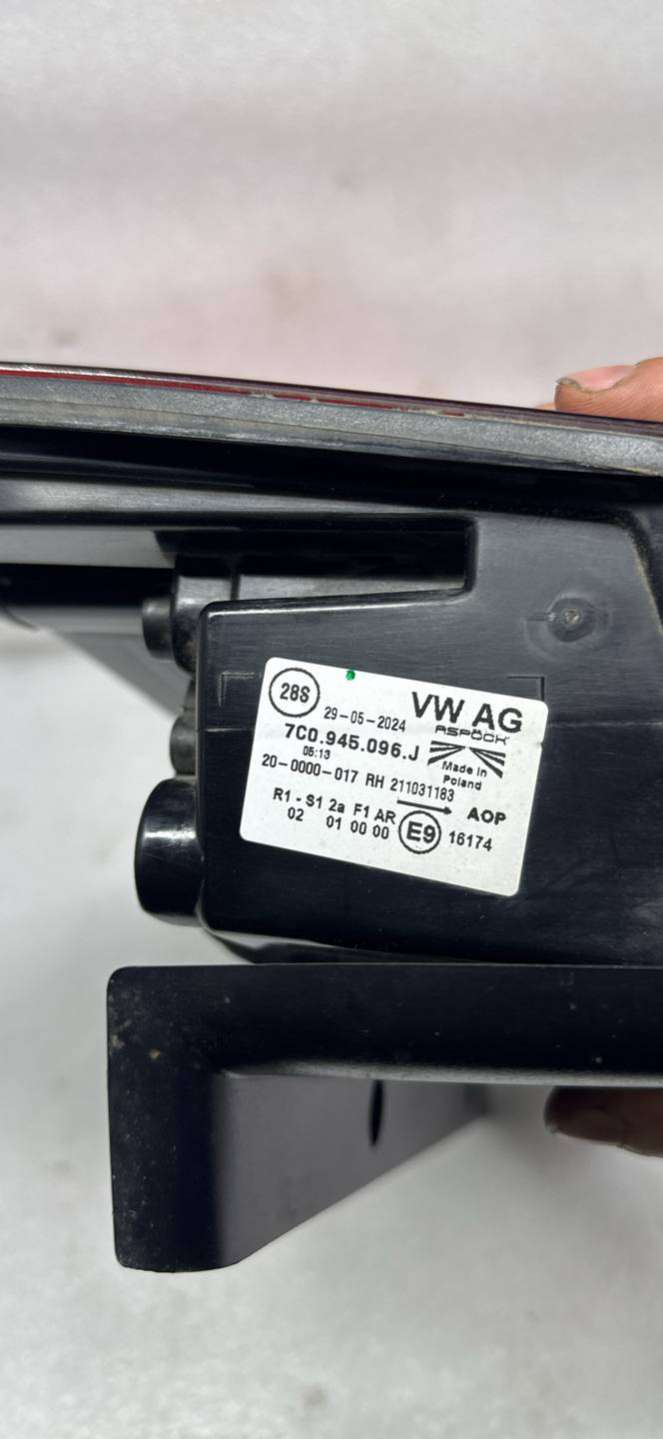 28S
29-05-2024
VW AG
ASPÖCK
7C0.945.096.J
05:13
Made in
Poland
20-0000-017 RH 211031183
R1 - S1 2a F1 AR
AOP
02 01 00 00
E9
16174